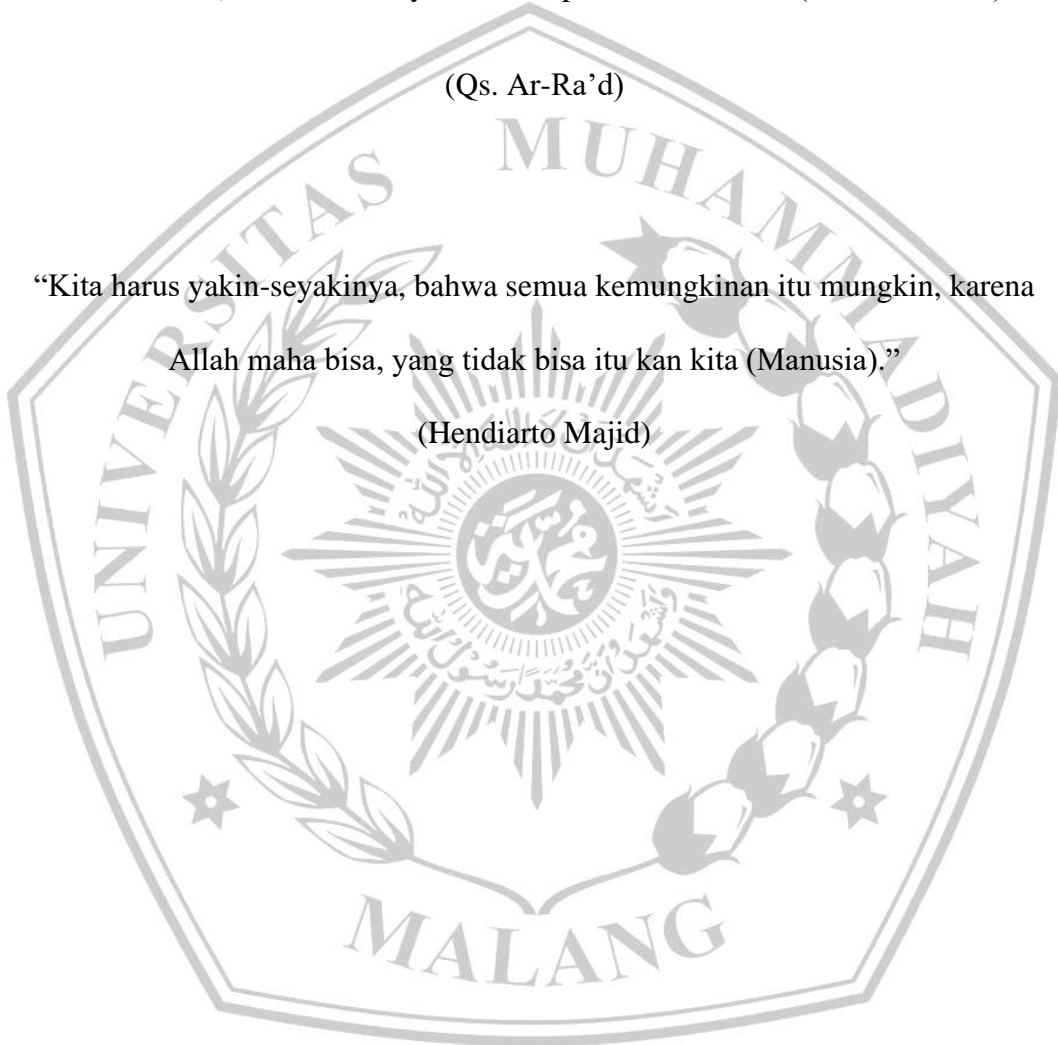 (Qs. Ar-Ra’d)
“Kita harus yakin-seyakinya, bahwa semua kemungkinan itu mungkin, karena
Allah maha bisa, yang tidak bisa itu kan kita (Manusia).”
(Hendiarto Majid)
UNIVERSITAS MUHAMMADIYAH
MALANG